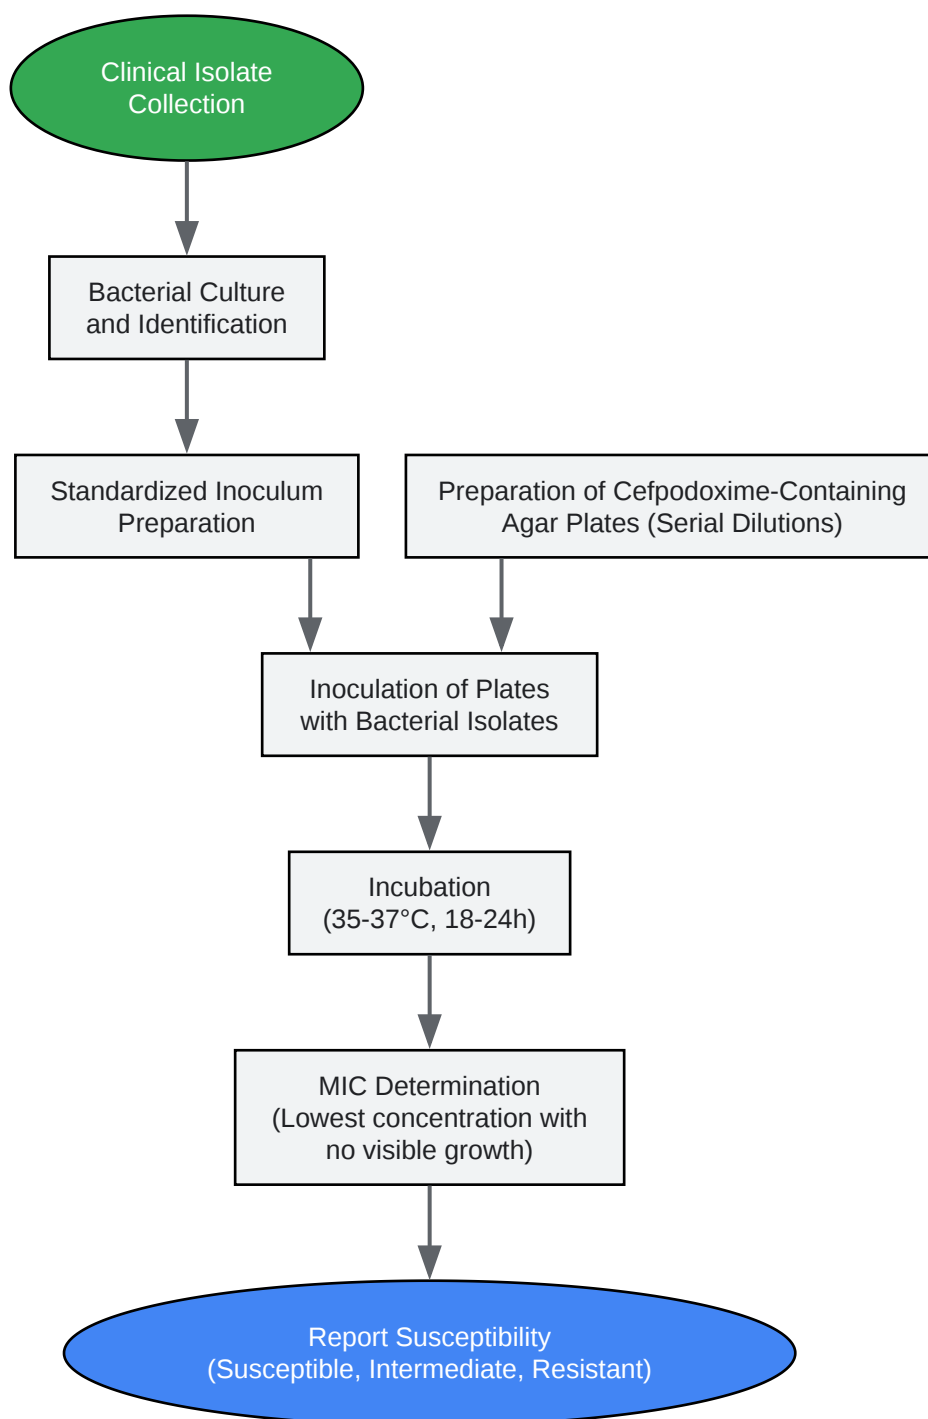 Clinical Isolate
Collection
Bacterial Culture
and Identification
Standardized Inoculum
Preparation
Preparation of Cefpodoxime-Containing
Agar Plates (Serial Dilutions)
Inoculation of Plates
with Bacterial Isolates
Incubation
(35-37°C, 18-24h)
MIC Determination
(Lowest concentration with
no visible growth)
Report Susceptibility
(Susceptible, Intermediate, Resistant)